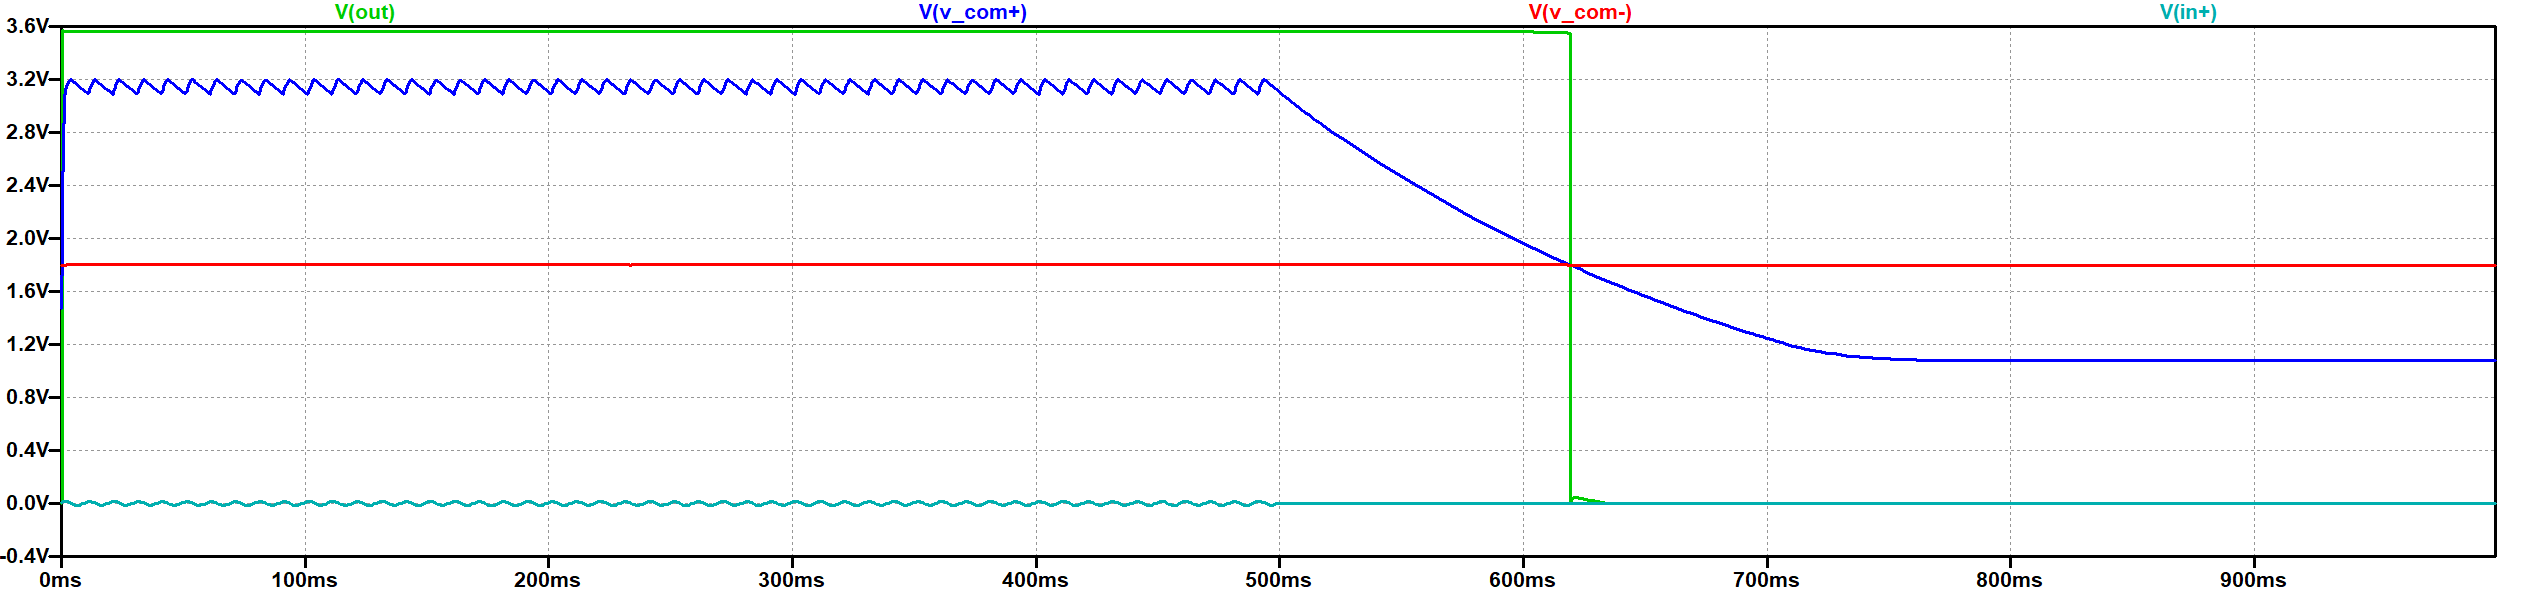 V(out) V(v_com+) V(v_com-) V(in+)
3.6V
3.2V
2.8V
2.4V
2.0V
1.6V
1.2V
0.8V
0.4V
0.0V
-0.4V
0ms 100ms 200ms 300ms 400ms 500ms 600ms 700ms 800ms 900ms